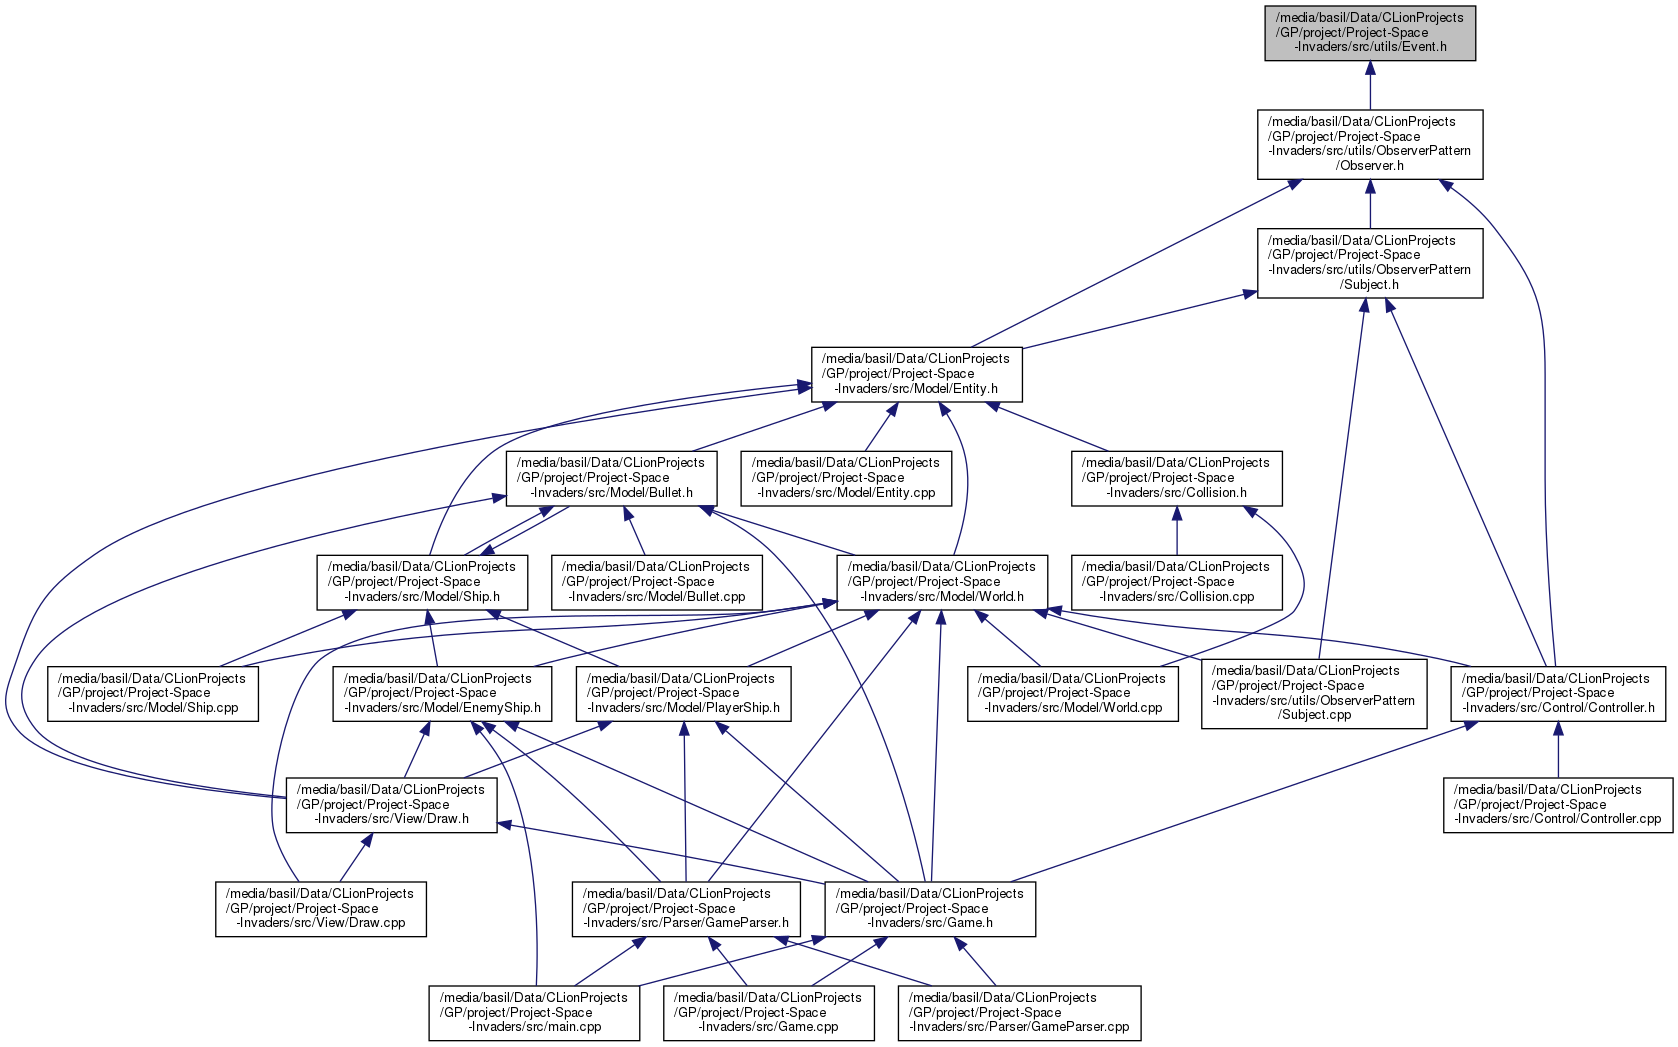 /media/basil/Data/CLionProjects
/GP/project/Project-Space
-Invaders/src/utils/Event.h
/media/basil/Data/CLionProjects
/GP/project/Project-Space
-Invaders/src/utils/ObserverPattern
/Observer.h
/media/basil/Data/CLionProjects
/GP/project/Project-Space
-Invaders/src/utils/ObserverPattern
/Subject.h
/media/basil/Data/CLionProjects
/GP/project/Project-Space
-Invaders/src/Model/Entity.h
/media/basil/Data/CLionProjects
/GP/project/Project-Space
-Invaders/src/Model/Bullet.h
/media/basil/Data/CLionProjects
/GP/project/Project-Space
-Invaders/src/Model/Entity.cpp
/media/basil/Data/CLionProjects
/GP/project/Project-Space
-Invaders/src/Collision.h
/media/basil/Data/CLionProjects
/GP/project/Project-Space
-Invaders/src/Model/Ship.h
/media/basil/Data/CLionProjects
/GP/project/Project-Space
-Invaders/src/Model/Bullet.cpp
/media/basil/Data/CLionProjects
/GP/project/Project-Space
-Invaders/src/Model/World.h
/media/basil/Data/CLionProjects
/GP/project/Project-Space
-Invaders/src/Collision.cpp
/media/basil/Data/CLionProjects
/GP/project/Project-Space
-Invaders/src/Model/Ship.cpp
/media/basil/Data/CLionProjects
/GP/project/Project-Space
-Invaders/src/Model/EnemyShip.h
/media/basil/Data/CLionProjects
/GP/project/Project-Space
-Invaders/src/Model/PlayerShip.h
/media/basil/Data/CLionProjects
/GP/project/Project-Space
-Invaders/src/Model/World.cpp
/media/basil/Data/CLionProjects
/GP/project/Project-Space
-Invaders/src/utils/ObserverPattern
/Subject.cpp
/media/basil/Data/CLionProjects
/GP/project/Project-Space
-Invaders/src/Control/Controller.h
/media/basil/Data/CLionProjects
/GP/project/Project-Space
-Invaders/src/View/Draw.h
/media/basil/Data/CLionProjects
/GP/project/Project-Space
-Invaders/src/Control/Controller.cpp
/media/basil/Data/CLionProjects
/GP/project/Project-Space
-Invaders/src/View/Draw.cpp
/media/basil/Data/CLionProjects
/GP/project/Project-Space
-Invaders/src/Parser/GameParser.h
/media/basil/Data/CLionProjects
/GP/project/Project-Space
-Invaders/src/Game.h
/media/basil/Data/CLionProjects
/GP/project/Project-Space
-Invaders/src/main.cpp
/media/basil/Data/CLionProjects
/GP/project/Project-Space
-Invaders/src/Game.cpp
/media/basil/Data/CLionProjects
/GP/project/Project-Space
-Invaders/src/Parser/GameParser.cpp